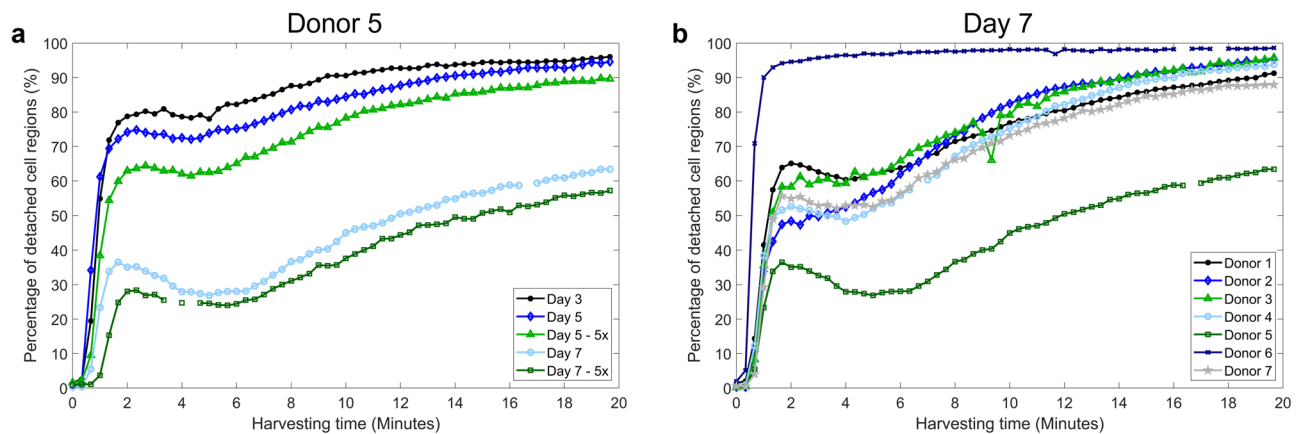 a
Donor 5
Percentage of detached cell regions (%)
100
90
80
70
60
50
40
30
20
10
0
0 2 4 6 8 10 12 14 16 18 20
Harvesting time (Minutes)
Day 3
Day 5
Day 5 - 5x
Day 7
Day 7 - 5x
b
Day 7
Percentage of detached cell regions (%)
100
90
80
70
60
50
40
30
20
10
0
0 2 4 6 8 10 12 14 16 18 20
Harvesting time (Minutes)
Donor 1
Donor 2
Donor 3
Donor 4
Donor 5
Donor 6
Donor 7